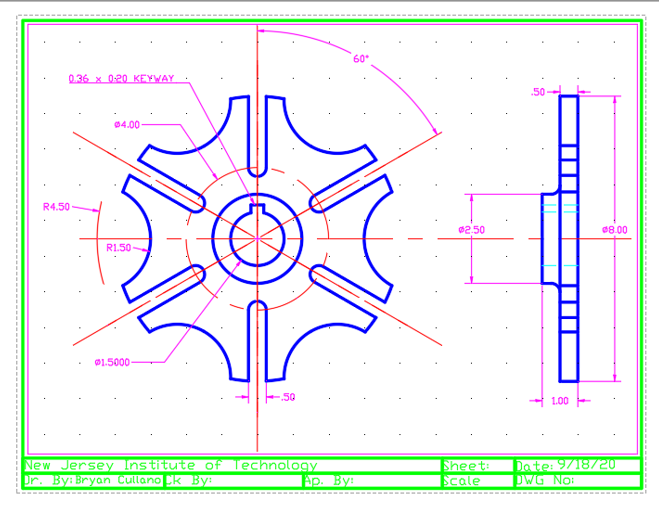 60°
0.36 x 0.20 KEYWAY
.50
ø4.00
R4.50
ø2.50
ø8.00
R1.50
ø1.5000
.50
1.00
New Jersey Institute of Technology
Sheet:
Date: 9/18/20
Dr. By: Bryan Cullano
Ck By:
Ap. By:
Scale
DWG No: